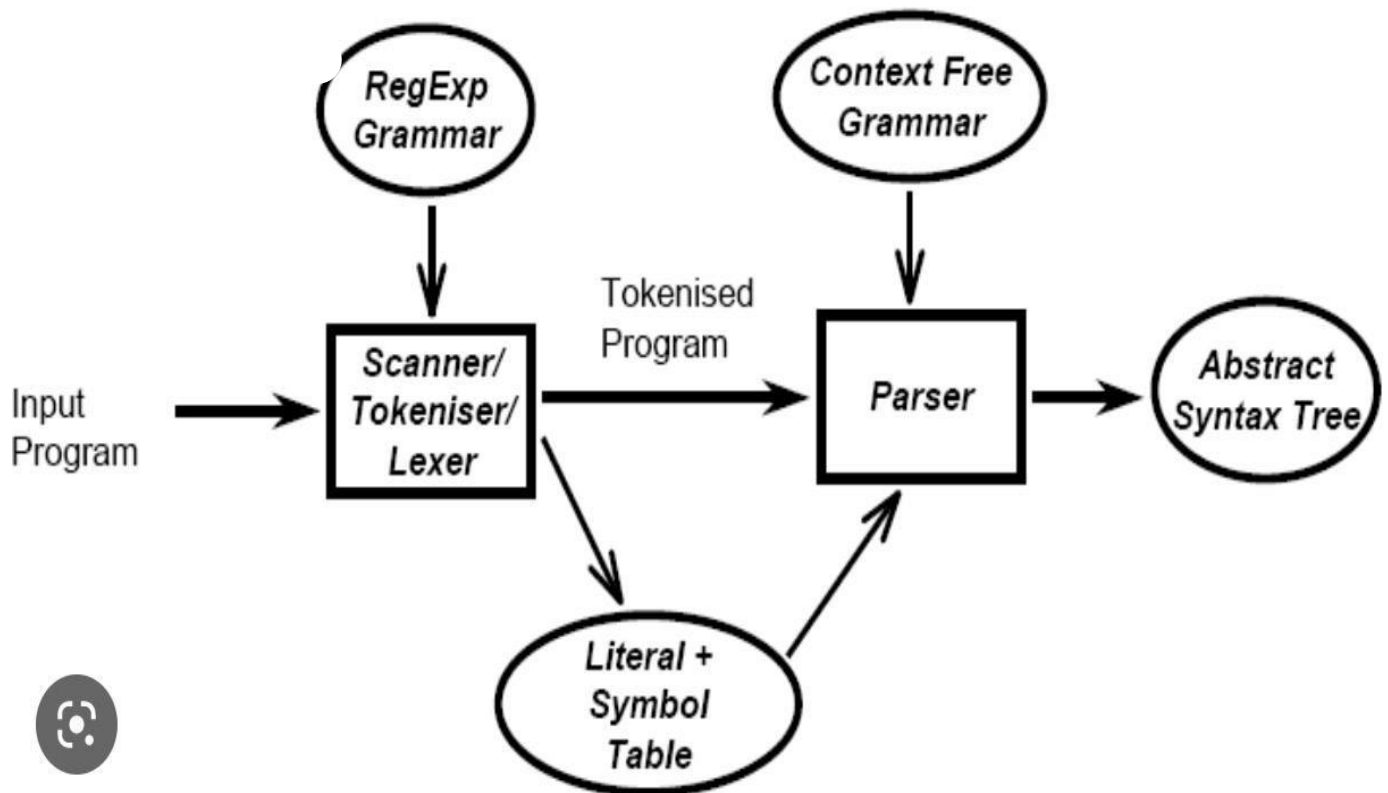 RegExp
Grammar
Context Free
Grammar
Tokenised
Program
Input
Program
Scanner/
Tokeniser/
Lexer
Parser
Abstract
Syntax Tree
Literal +
Symbol
Table